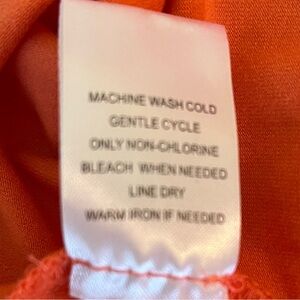 MACHINE WASH COLD
GENTLE CYCLE
ONLY NON-CHLORINE
BLEACH WHEN NEEDED
LINE DRY
WARM IRON IF NEEDED